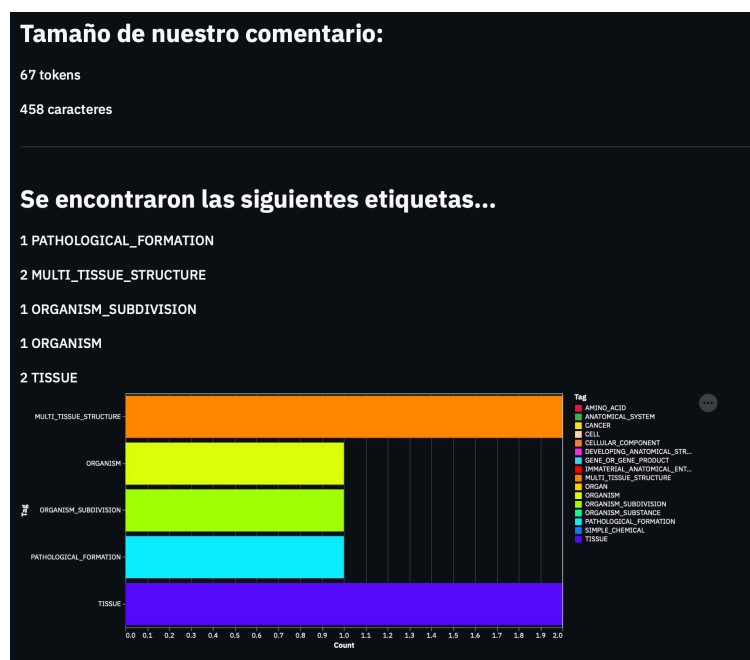 Tamaño de nuestro comentario:
67 tokens
458 caracteres
Se encontraron las siguientes etiquetas...
1 PATHOLOGICAL_FORMATION
2 MULTI_TISSUE_STRUCTURE
1 ORGANISM_SUBDIVISION
1 ORGANISM
2 TISSUE
Tag
MULTI_TISSUE_STRUCTURE
ORGANISM
ORGANISM_SUBDIVISION
PATHOLOGICAL_FORMATION
TISSUE
0.0 0.1 0.2 0.3 0.4 0.5 0.6 0.7 0.8 0.9 1.0 1.1 1.2 1.3 1.4 1.5 1.6 1.7 1.8 1.9 2.0
Count
Tag
AMINO_ACID
ANATOMICAL_SYSTEM
CANCER
CELL
CELLULAR_COMPONENT
DEVELOPING_ANATOMICAL_STR...
GENE_OR_GENE_PRODUCT
IMMATERIAL_ANATOMICAL_ENT...
MULTI_TISSUE_STRUCTURE
ORGAN
ORGANISM
ORGANISM_SUBDIVISION
ORGANISM_SUBSTANCE
PATHOLOGICAL_FORMATION
SIMPLE_CHEMICAL
TISSUE